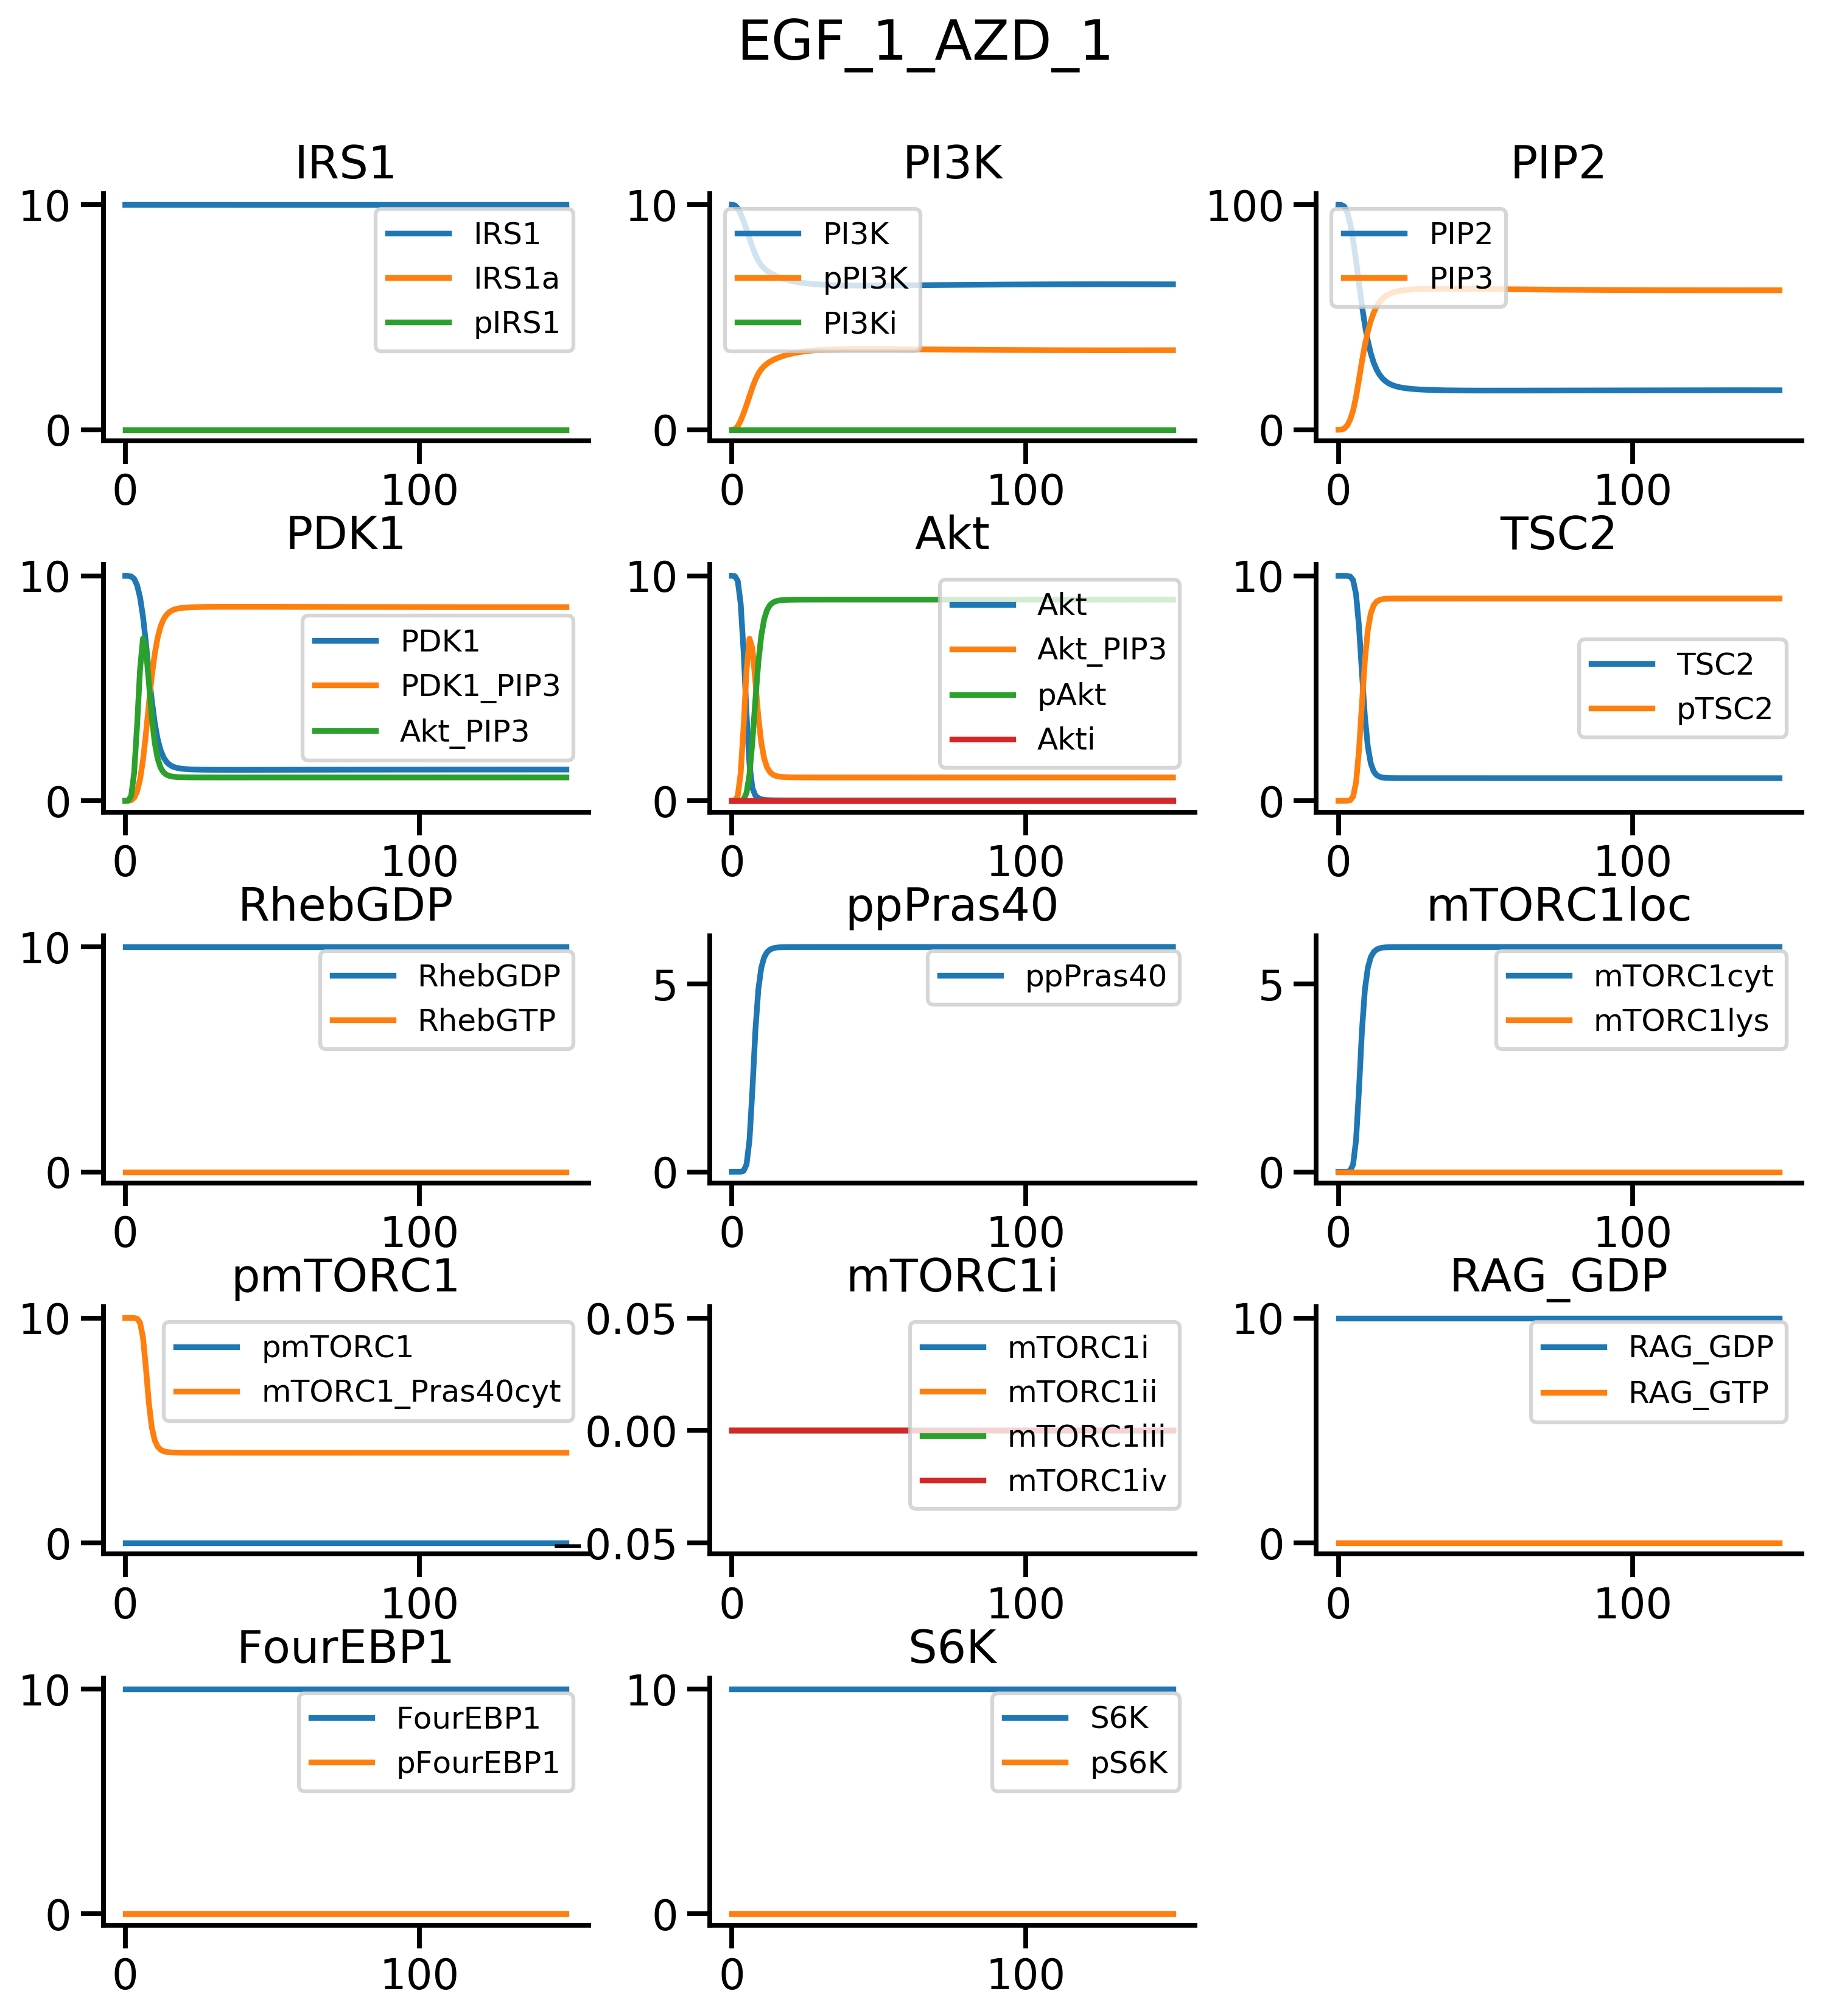 EGF_1_AZD_1
IRS1
10
0
0
100
IRS1
IRS1a
pIRS1
PI3K
10
0
0
100
PI3K
pPI3K
PI3Ki
PIP2
100
0
0
100
PIP2
PIP3
PDK1
10
0
0
100
PDK1
PDK1_PIP3
Akt_PIP3
Akt
10
0
0
100
Akt
Akt_PIP3
pAkt
Akti
TSC2
10
0
0
100
TSC2
pTSC2
RhebGDP
10
0
0
100
RhebGDP
RhebGTP
ppPras40
5
0
0
100
ppPras40
mTORC1loc
5
0
0
100
mTORC1cyt
mTORC1lys
pmTORC1
10
0
0
100
pmTORC1
mTORC1_Pras40cyt
mTORC1i
0.05
0.00
−0.05
0
100
mTORC1i
mTORC1ii
mTORC1iii
mTORC1iv
RAG_GDP
10
0
0
100
RAG_GDP
RAG_GTP
FourEBP1
10
0
0
100
FourEBP1
pFourEBP1
S6K
10
0
0
100
S6K
pS6K